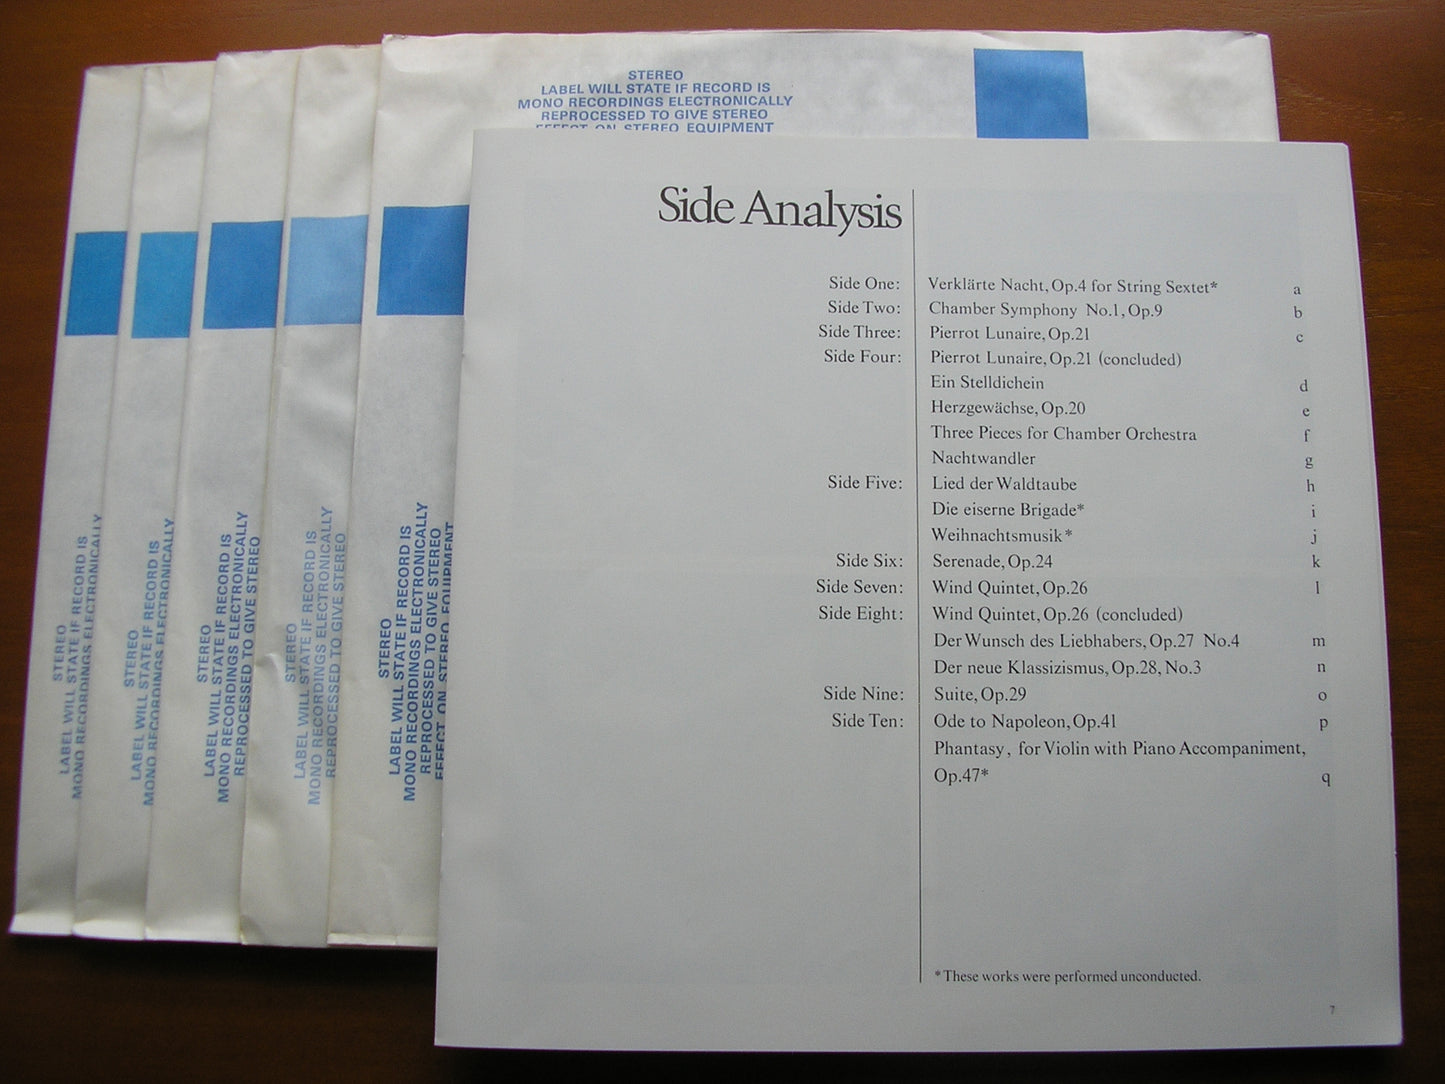 STEREO
LABEL WILL STATE IF RECORD IS
MONO RECORDINGS ELECTRONICALLY
REPROCESSED TO GIVE STEREO
EFFECT ON STEREO EQUIPMENT
STEREO
LABEL WILL STATE IF RECORD IS
MONO RECORDINGS ELECTRONICALLY
STEREO
LABEL WILL STATE IF RECORD IS
MONO RECORDINGS ELECTRONICALLY
STEREO
LABEL WILL STATE IF RECORD IS
MONO RECORDINGS ELECTRONICALLY
REPROCESSED TO GIVE STEREO
STEREO
LABEL WILL STATE IF RECORD IS
MONO RECORDINGS ELECTRONICALLY
REPROCESSED TO GIVE STEREO
STEREO
LABEL WILL STATE IF RECORD IS
MONO RECORDINGS ELECTRONICALLY
REPROCESSED TO GIVE STEREO
EFFECT ON STEREO EQUIPMENT
Side Analysis
Side One: Verklärte Nacht, Op.4 for String Sextet* a
Side Two: Chamber Symphony No.1, Op.9 b
Side Three: Pierrot Lunaire, Op.21 c
Side Four: Pierrot Lunaire, Op.21 (concluded)
Ein Stelldichein d
Herzgewächse, Op.20 e
Three Pieces for Chamber Orchestra f
Nachtwandler g
Side Five: Lied der Waldtaube h
Die eiserne Brigade* i
Weihnachtsmusik* j
Side Six: Serenade, Op.24 k
Side Seven: Wind Quintet, Op.26 l
Side Eight: Wind Quintet, Op.26 (concluded)
Der Wunsch des Liebhabers, Op.27 No.4 m
Der neue Klassizismus, Op.28, No.3 n
Side Nine: Suite, Op.29 o
Side Ten: Ode to Napoleon, Op.41 p
Phantasy, for Violin with Piano Accompaniment,
Op.47* q
* These works were performed unconducted.
7